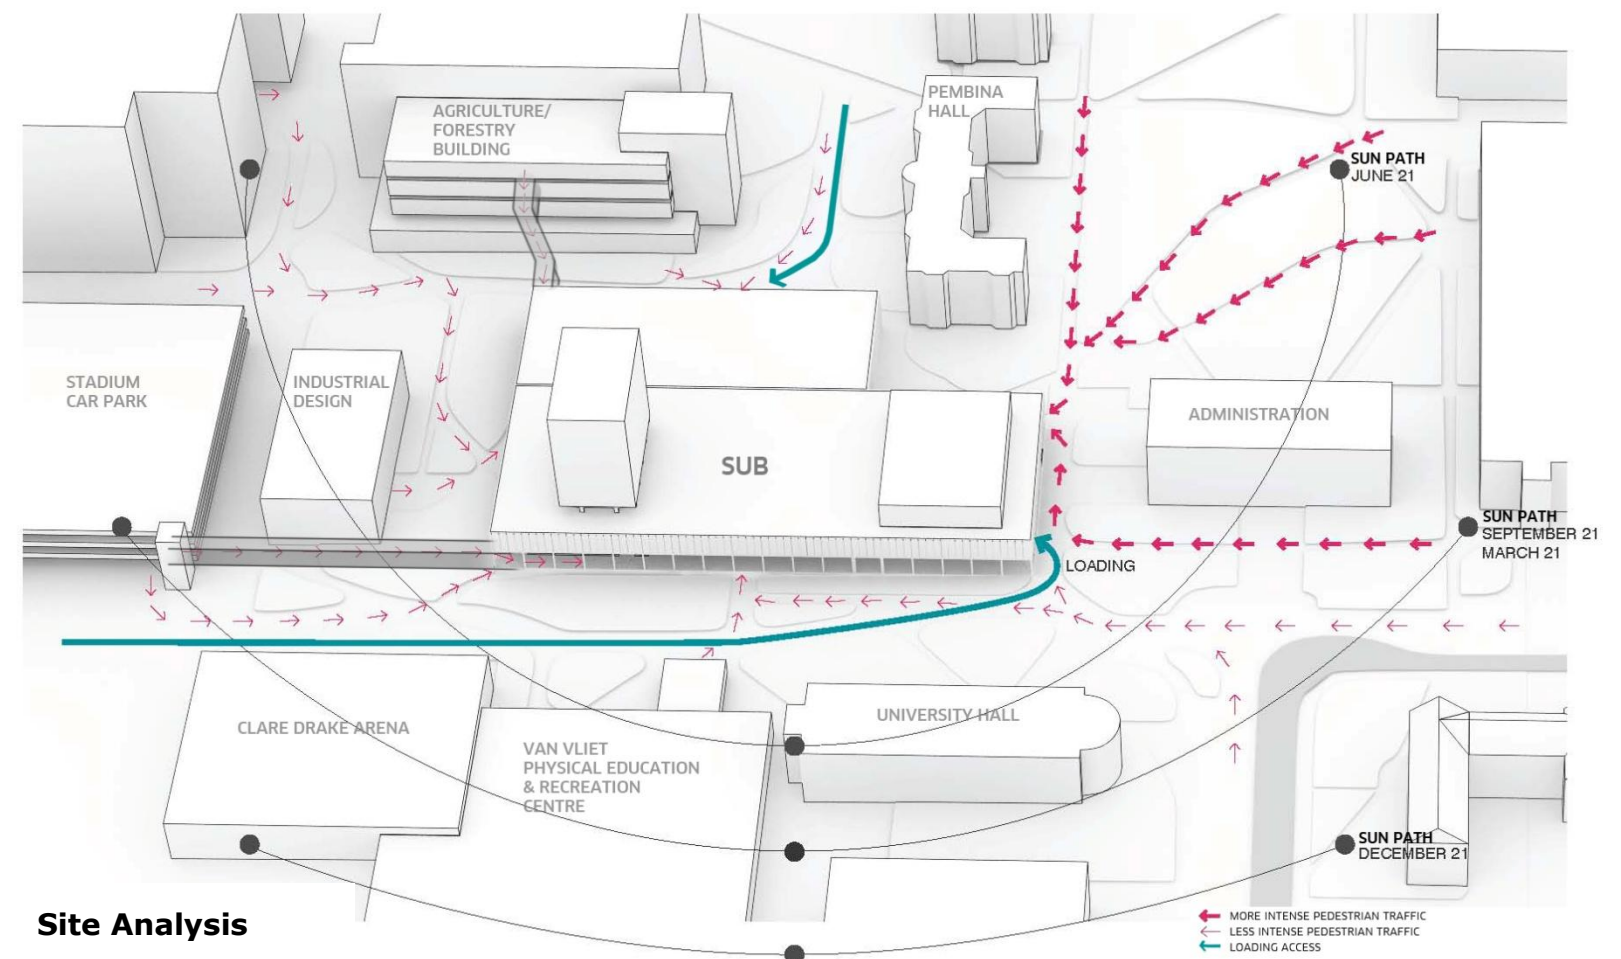 PEMBINA
HALL
AGRICULTURE/
FORESTRY
BUILDING
SUN PATH
JUNE 21
STADIUM
CAR PARK
INDUSTRIAL
DESIGN
ADMINISTRATION
SUB
SUN PATH
SEPTEMBER 21
MARCH 21
LOADING
CLARE DRAKE ARENA
UNIVERSITY HALL
VAN VLIET
PHYSICAL EDUCATION
& RECREATION
CENTRE
SUN PATH
DECEMBER 21
Site Analysis
MORE INTENSE PEDESTRIAN TRAFFIC
LESS INTENSE PEDESTRIAN TRAFFIC
LOADING ACCESS